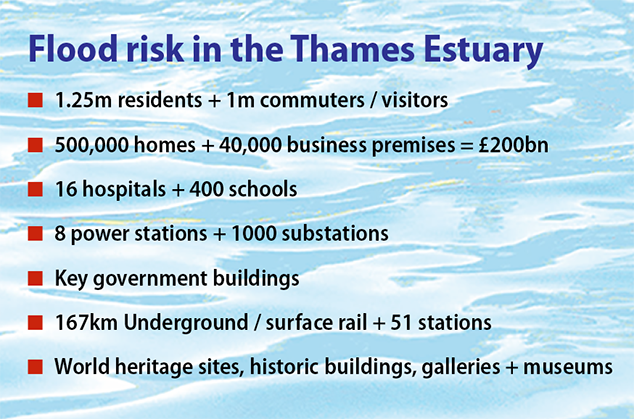 Flood risk in the Thames Estuary
1.25m residents + 1m commuters / visitors
500,000 homes + 40,000 business premises = £200bn
16 hospitals + 400 schools
8 power stations + 1000 substations
Key government buildings
167km Underground / surface rail + 51 stations
World heritage sites, historic buildings, galleries + museums